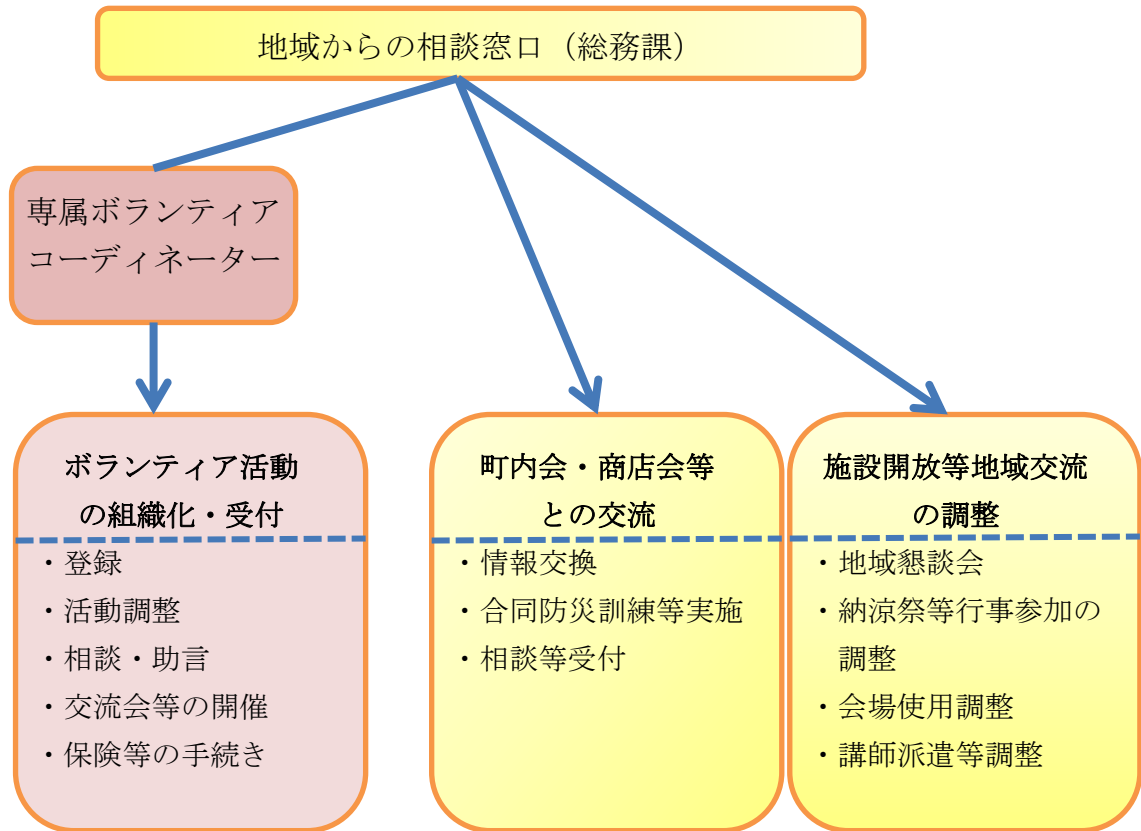 地域からの相談窓口（総務課）
専属ボランティア
コーディネーター
ボランティア活動
の組織化・受付
・登録
・活動調整
・相談・助言
・交流会等の開催
・保険等の手続き
町内会・商店会等
との交流
・情報交換
・合同防災訓練等実施
・相談等受付
施設開放等地域交流
の調整
・地域懇談会
・納涼祭等行事参加の
調整
・会場使用調整
・講師派遣等調整